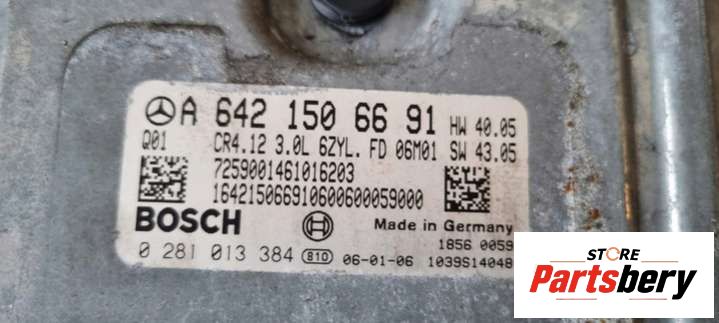 A 642 150 66 91 HW 40.05
Q01 CR4.12 3.0L 6ZYL. FD 06M01 SW 43.05
7259001461016203
164215066910600600059000
BOSCH
Made in Germany
1856 0059
0 281 013 384 810 06-01-06 1039S14048
STORE
Partsbery